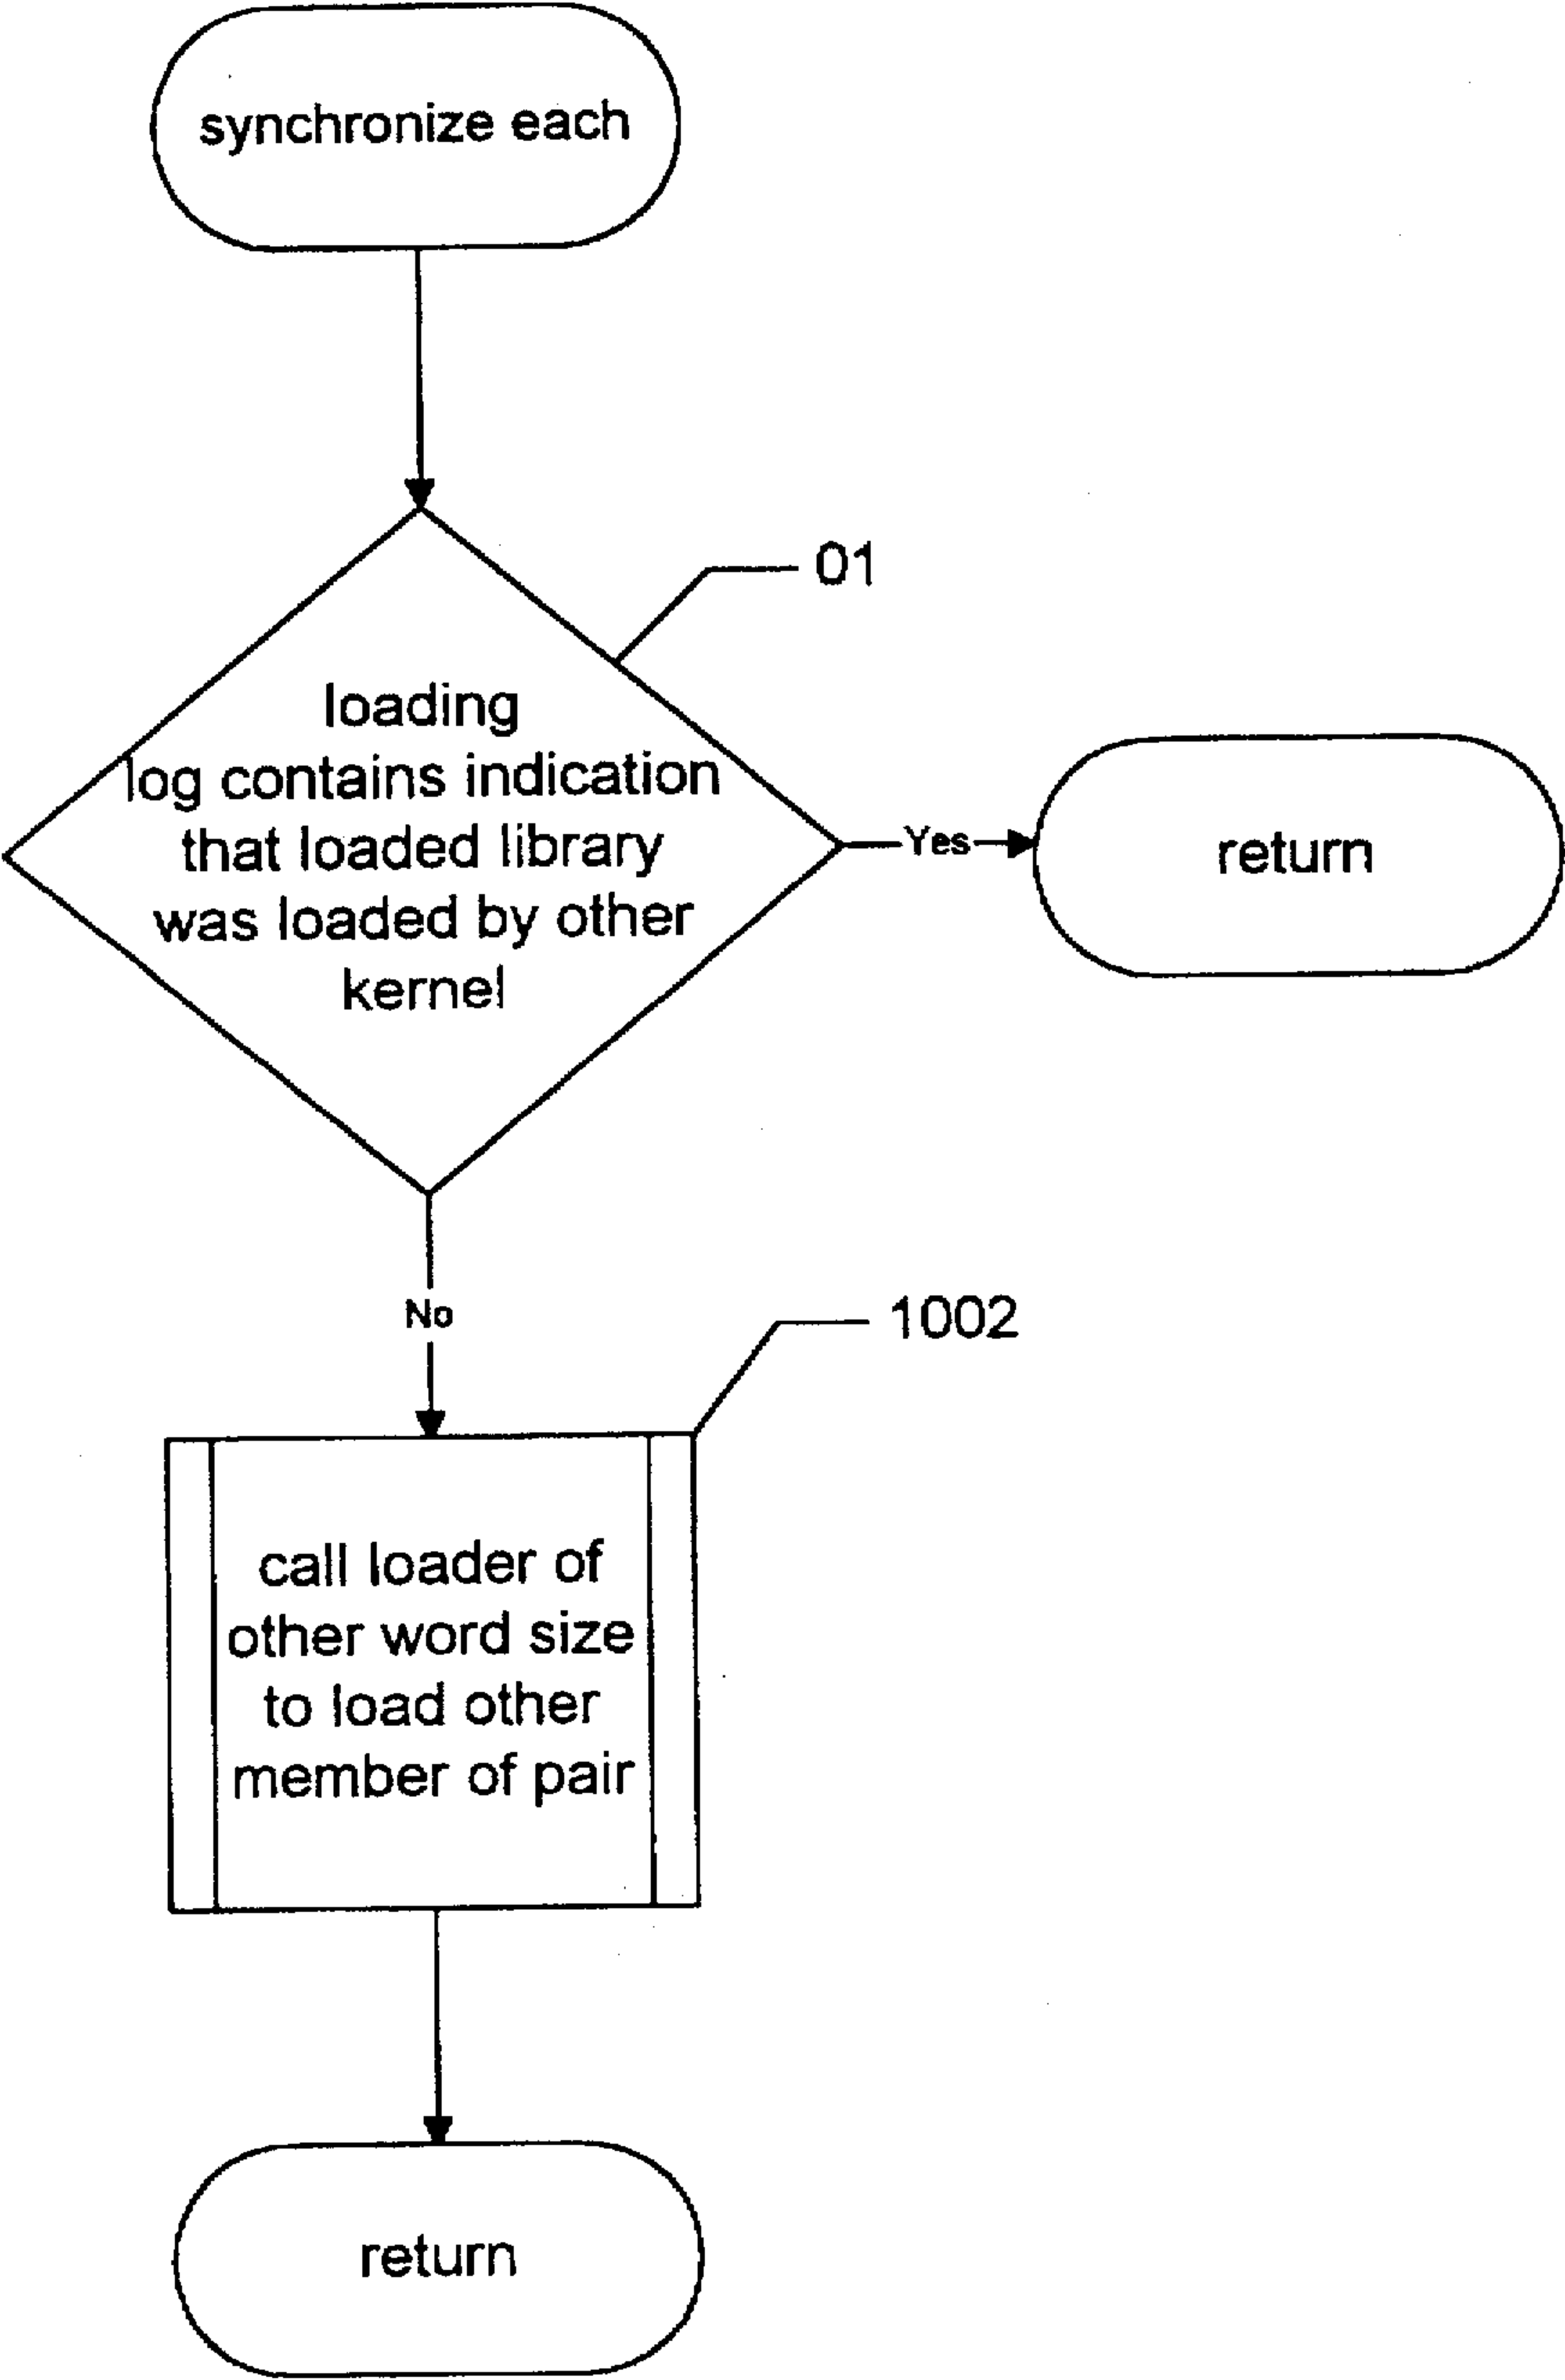 synchronize each
01
loading
log contains indication
that loaded library
was loaded by other
kernel
Yes
return
No
1002
call loader of
other word size
to load other
member of pair
return